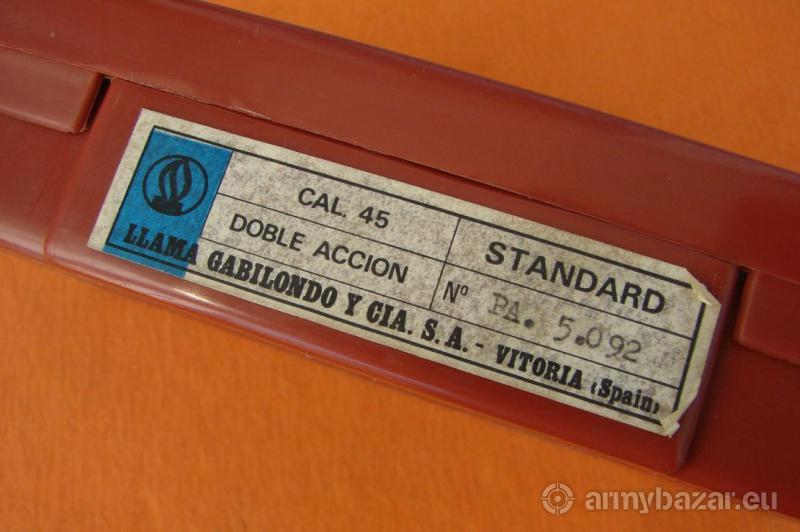 CAL. 45
STANDARD
DOBLE ACCION
Nº PA. 5.092
LLAMA GABILONDO Y CIA. S.A. - VITORIA (Spain)
armybazar.eu